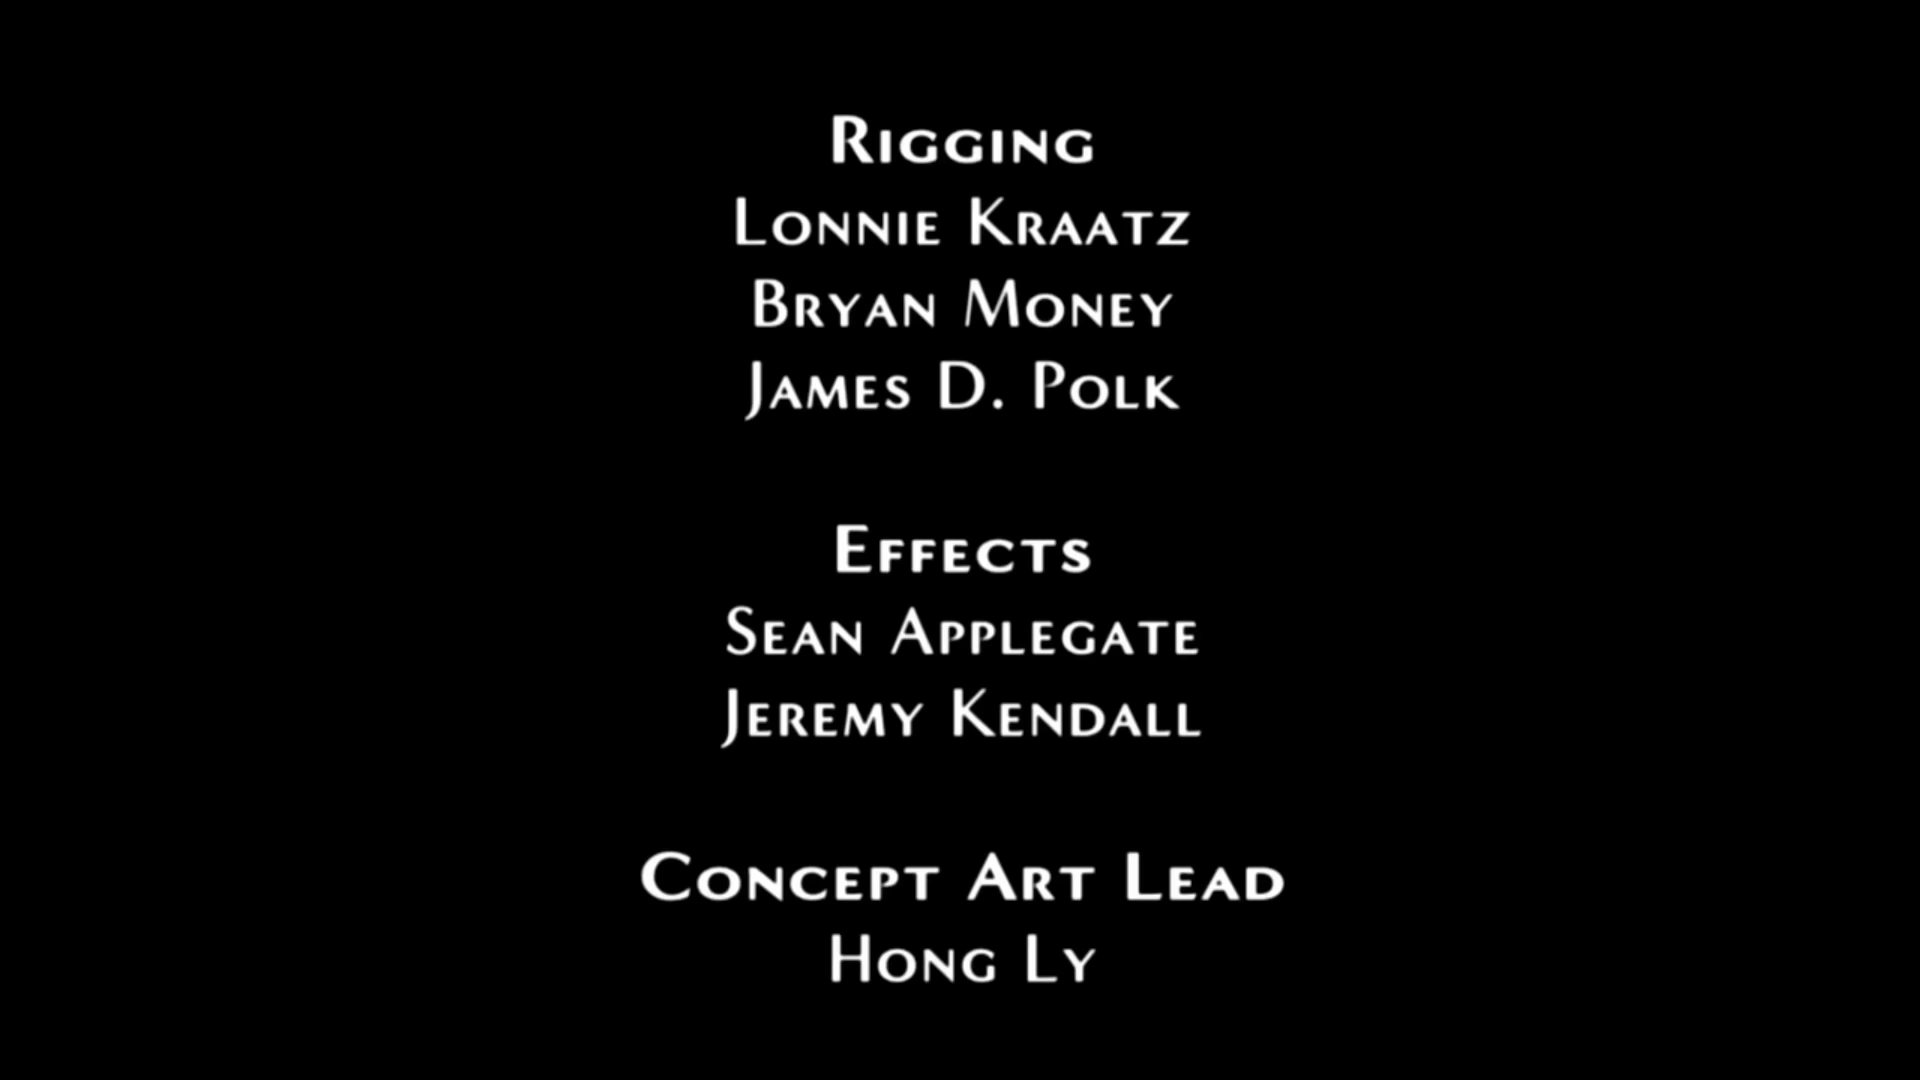 Rigging
Lonnie Kraatz
Bryan Money
James D. Polk
Effects
Sean Applegate
Jeremy Kendall
Concept Art Lead
Hong Ly